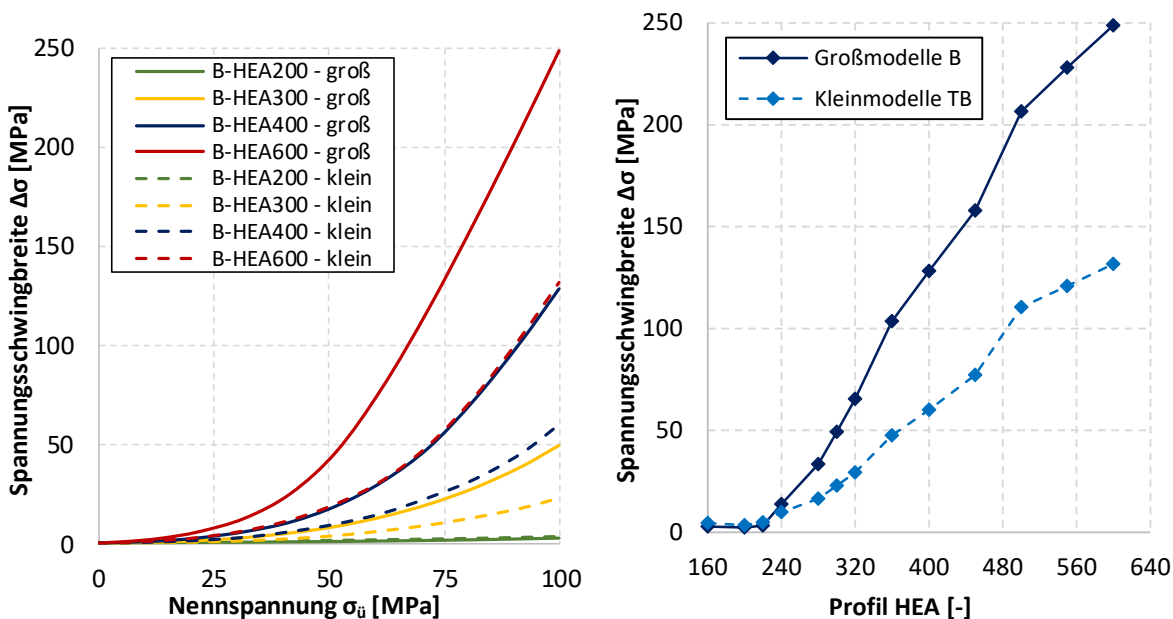 Spannungsschwingbreite Δσ [MPa]
250
200
150
100
50
0
B-HEA200 - groß
B-HEA300 - groß
B-HEA400 - groß
B-HEA600 - groß
B-HEA200 - klein
B-HEA300 - klein
B-HEA400 - klein
B-HEA600 - klein
0 25 50 75 100
Nennspannung σü [MPa]
Spannungsschwingbreite Δσ [MPa]
250
200
150
100
50
0
Großmodelle B
Kleinmodelle TB
160 240 320 400 480 560 640
Profil HEA [-]